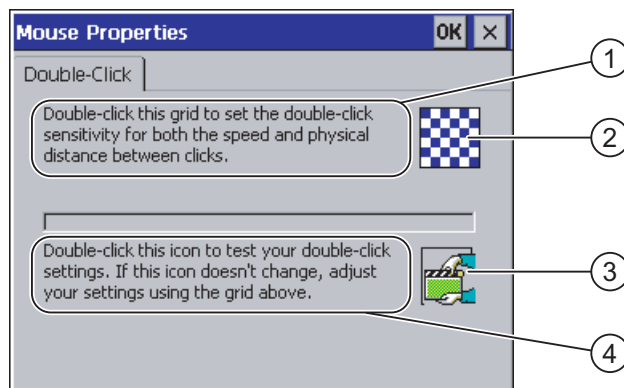 Mouse Properties
OK ×
Double-Click
Double-click this grid to set the double-click
sensitivity for both the speed and physical
distance between clicks.
Double-click this icon to test your double-click
settings. If this icon doesn't change, adjust
your settings using the grid above.
1
2
3
4